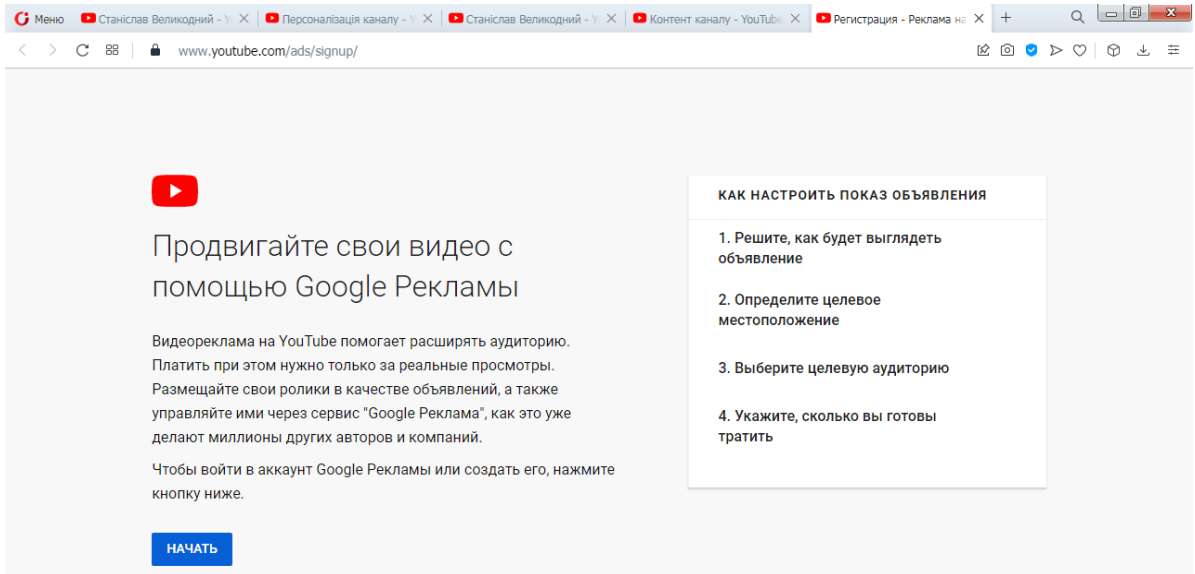 Меню
Станіслав Великодний - Y
Персоналізація каналу - Y
Станіслав Великодний - Y
Контент каналу - YouTube
Регистрация - Реклама на
www.youtube.com/ads/signup/
Продвигайте свои видео с
помощью Google Рекламы
Видеореклама на YouTube помогает расширять аудиторию.
Платить при этом нужно только за реальные просмотры.
Размещайте свои ролики в качестве объявлений, а также
управляйте ими через сервис "Google Реклама", как это уже
делают миллионы других авторов и компаний.
Чтобы войти в аккаунт Google Рекламы или создать его, нажмите
кнопку ниже.
НАЧАТЬ
КАК НАСТРОИТЬ ПОКАЗ ОБЪЯВЛЕНИЯ
1. Решите, как будет выглядеть
объявление
2. Определите целевое
местоположение
3. Выберите целевую аудиторию
4. Укажите, сколько вы готовы
тратить